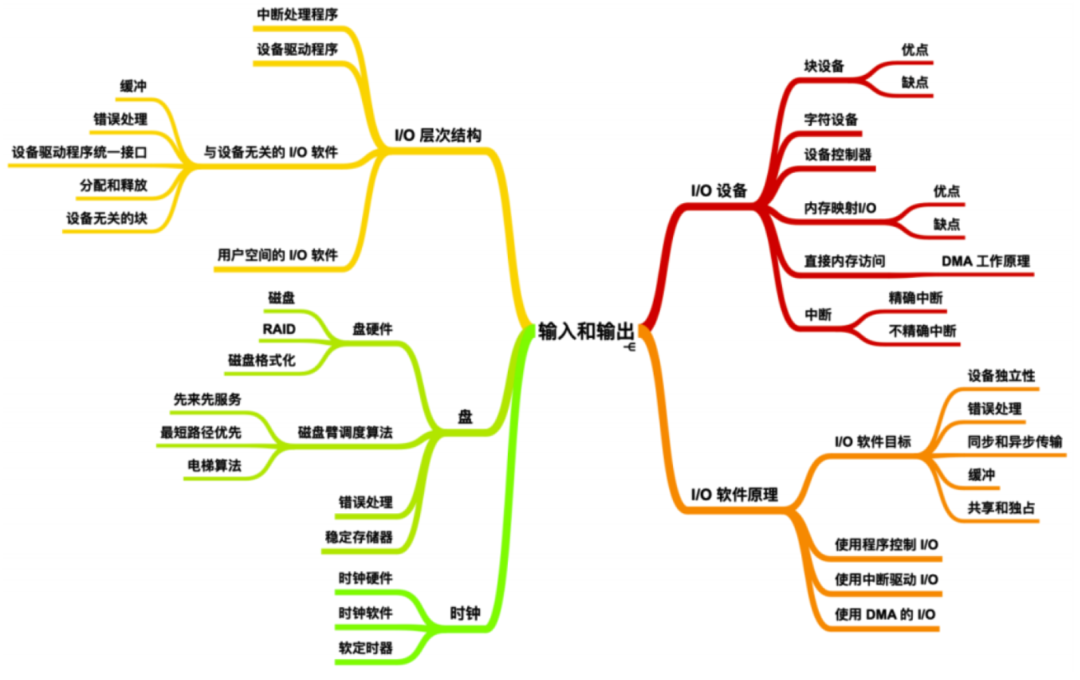 输入和输出
I/O 设备
块设备
优点
缺点
字符设备
设备控制器
内存映射I/O
优点
缺点
直接内存访问
DMA 工作原理
中断
精确中断
不精确中断
I/O 软件原理
I/O 软件目标
设备独立性
错误处理
同步和异步传输
缓冲
共享和独占
使用程序控制 I/O
使用中断驱动 I/O
使用 DMA 的 I/O
I/O 层次结构
中断处理程序
设备驱动程序
与设备无关的 I/O 软件
缓冲
错误处理
设备驱动程序统一接口
分配和释放
设备无关的块
用户空间的 I/O 软件
盘
盘硬件
磁盘
RAID
磁盘格式化
磁盘臂调度算法
先来先服务
最短路径优先
电梯算法
错误处理
稳定存储器
时钟
时钟硬件
时钟软件
软定时器